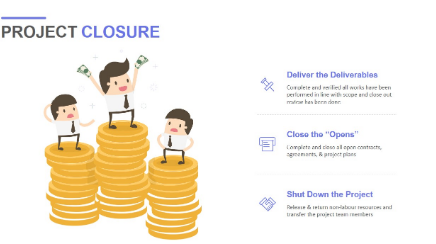 PROJECT CLOSURE
Deliver the Deliverables
Complete and verified all works have been
performed in line with scope and close out
review has been done
Close the “Opens”
Complete and close all open contracts,
agreements, & project plans
Shut Down the Project
Release & return non-labour resources and
transfer the project team members